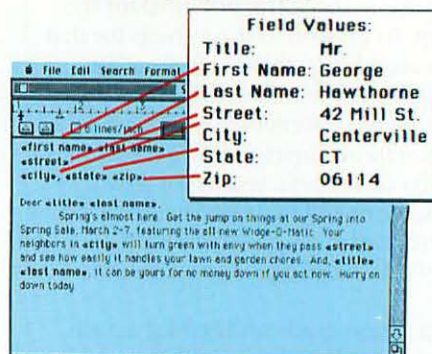 Field Values:
Title: Mr.
First Name: George
Last Name: Hawthorne
Street: 42 Mill St.
City: Centerville
State: CT
Zip: 06114
File Edit Search Format
6 lines/inch
«first name» «last name»
«street»
«city», «state» «zip»
Dear «title» «last name»,
Spring's almost here. Get the jump on things at our Spring into
Spring Sale, March 2-7, featuring the all new Widge-O-Matic. Your
neighbors in «city» will turn green with envy when they pass «street»
and see how easily it handles your lawn and garden chores. And, «title»
«last name», it can be yours for no money down if you act now. Hurry on
down today.